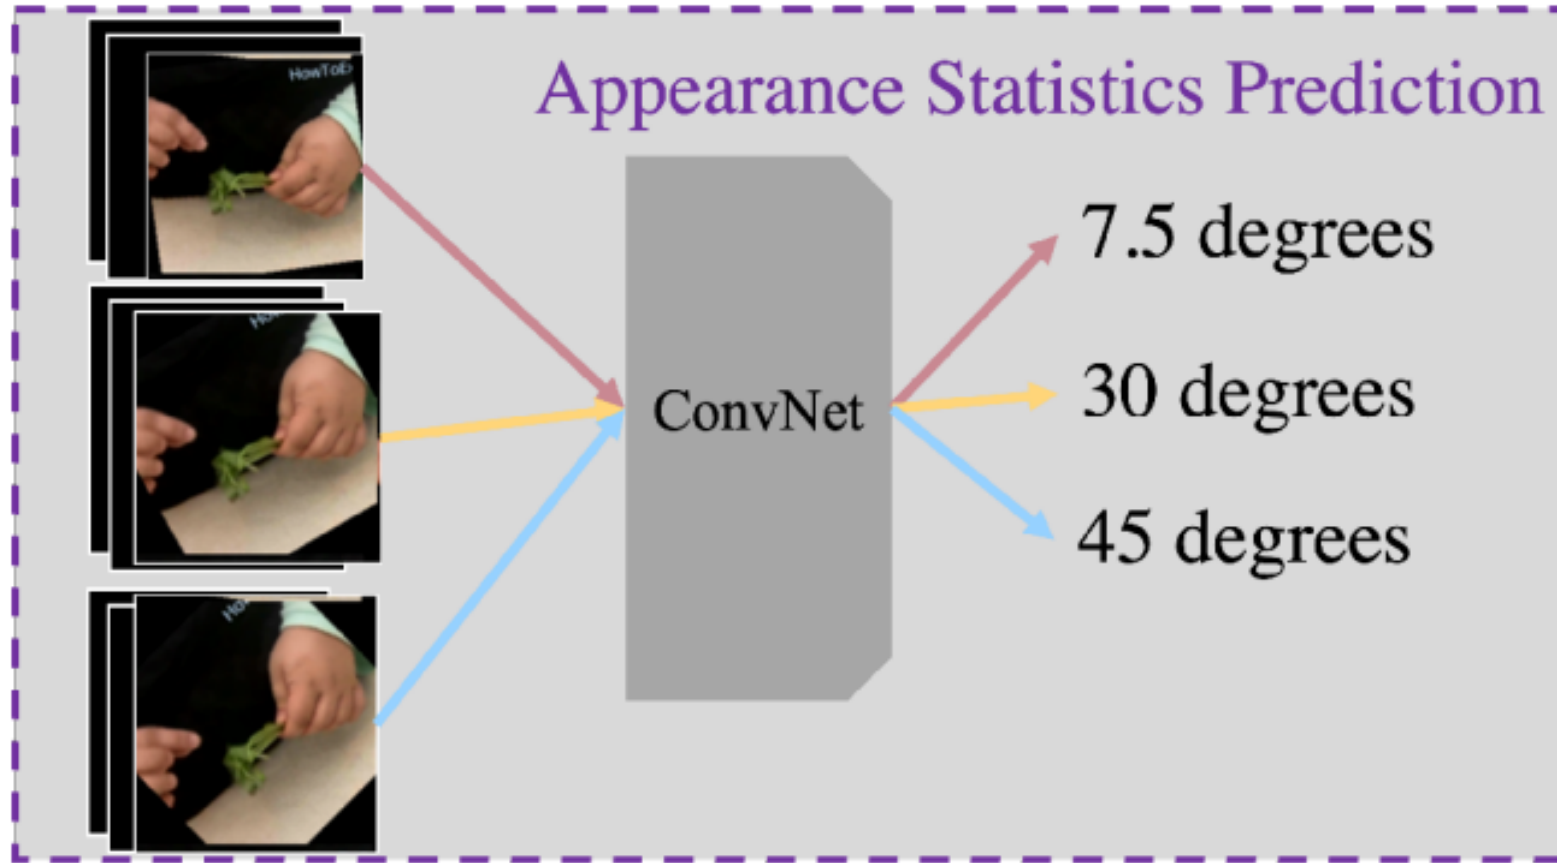 Appearance Statistics Prediction
7.5 degrees
ConvNet
30 degrees
45 degrees